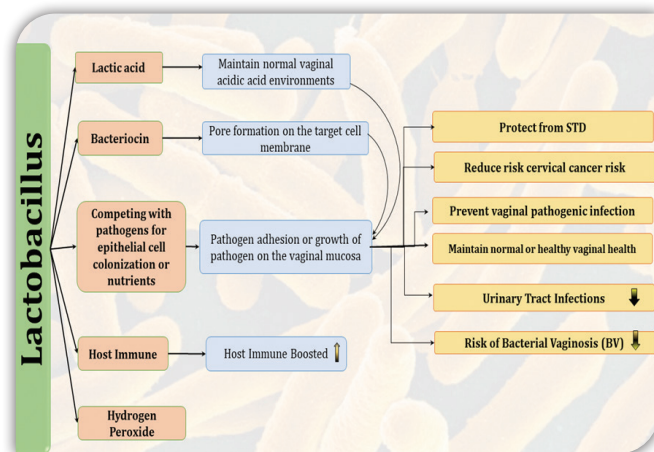 Lactobacillus
Lactic acid
Maintain normal vaginal
acidic acid environments
Bacteriocin
Pore formation on the target cell
membrane
Competing with
pathogens for
epithelial cell
colonization or
nutrients
Pathogen adhesion or growth of
pathogen on the vaginal mucosa
Host Immune
Host Immune Boosted
Hydrogen
Peroxide
Protect from STD
Reduce risk cervical cancer risk
Prevent vaginal pathogenic infection
Maintain normal or healthy vaginal health
Urinary Tract Infections
Risk of Bacterial Vaginosis (BV)